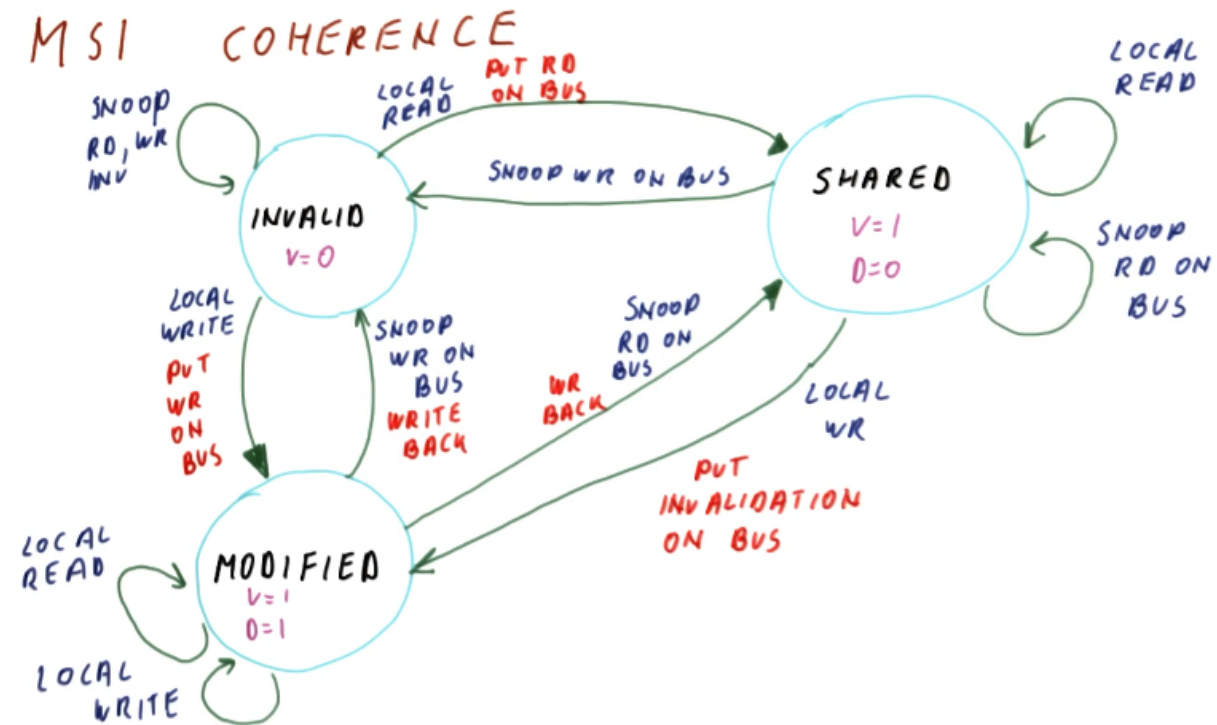 MSI COHERENCE
SNOOP
RD, WR
INV
LOCAL
READ
PUT RD
ON BUS
LOCAL
READ
SNOOP WR ON BUS
INVALID
V=0
SHARED
V=1
D=0
SNOOP
RD ON
BUS
LOCAL
WRITE
PUT
WR
ON
BUS
SNOOP
WR ON
BUS
WRITE
BACK
SNOOP
RD ON
BUS
WR
BACK
LOCAL
WR
PUT
INVALIDATION
ON BUS
MODIFIED
V=1
D=1
LOCAL
READ
LOCAL
WRITE